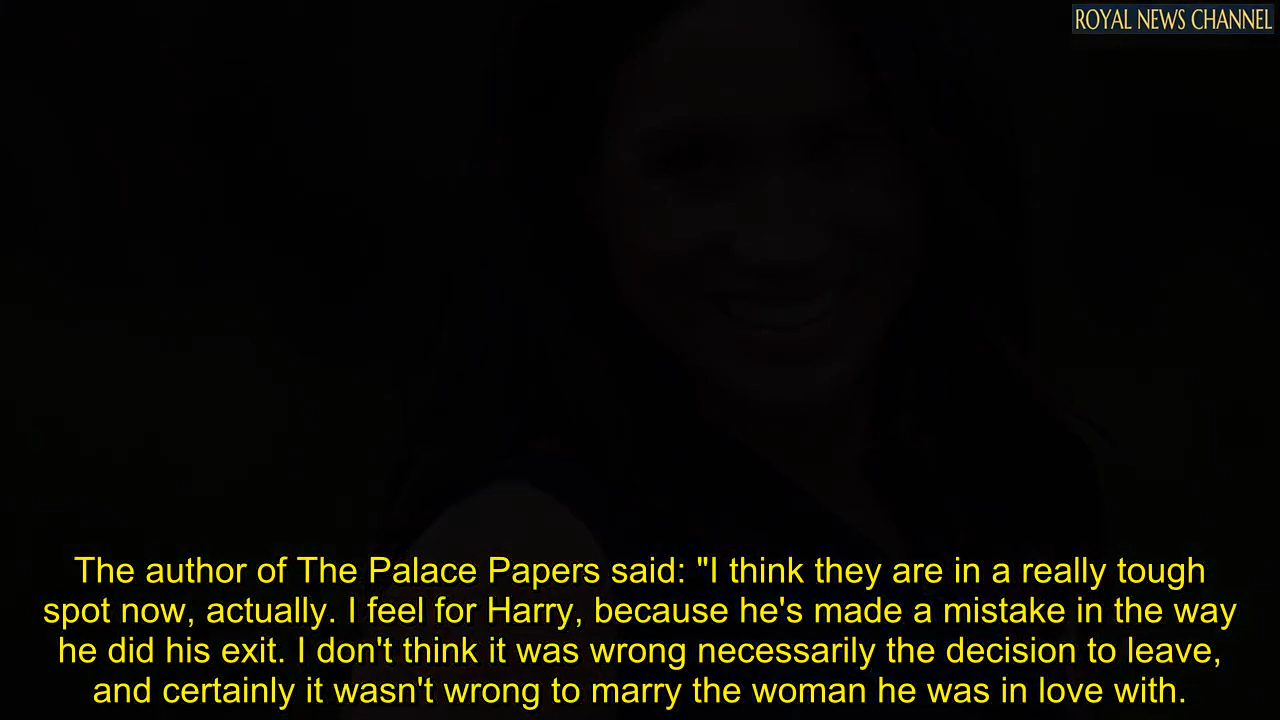 ROYAL NEWS CHANNEL
The author of The Palace Papers said: "I think they are in a really tough
spot now, actually. I feel for Harry, because he's made a mistake in the way
he did his exit. I don't think it was wrong necessarily the decision to leave,
and certainly it wasn't wrong to marry the woman he was in love with.